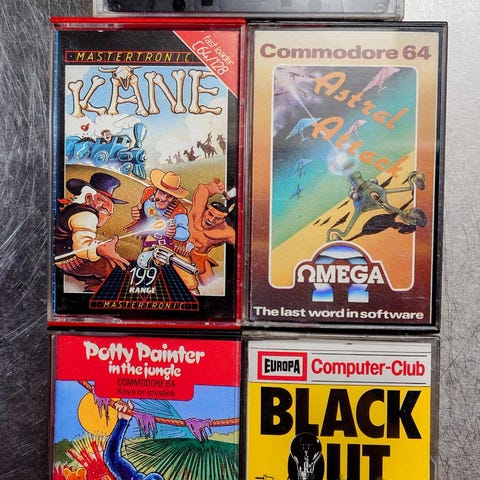 MASTERTRONIC
fast loader
C64/128
KANE
199
RANGE
MASTERTRONIC
Commodore 64
Astral
Attack
ΩMEGA
The last word in software
Potty Painter
in the jungle
COMMODORE 64
Keys or joystick
EUROPA
Computer-Club
BLACK
OUT